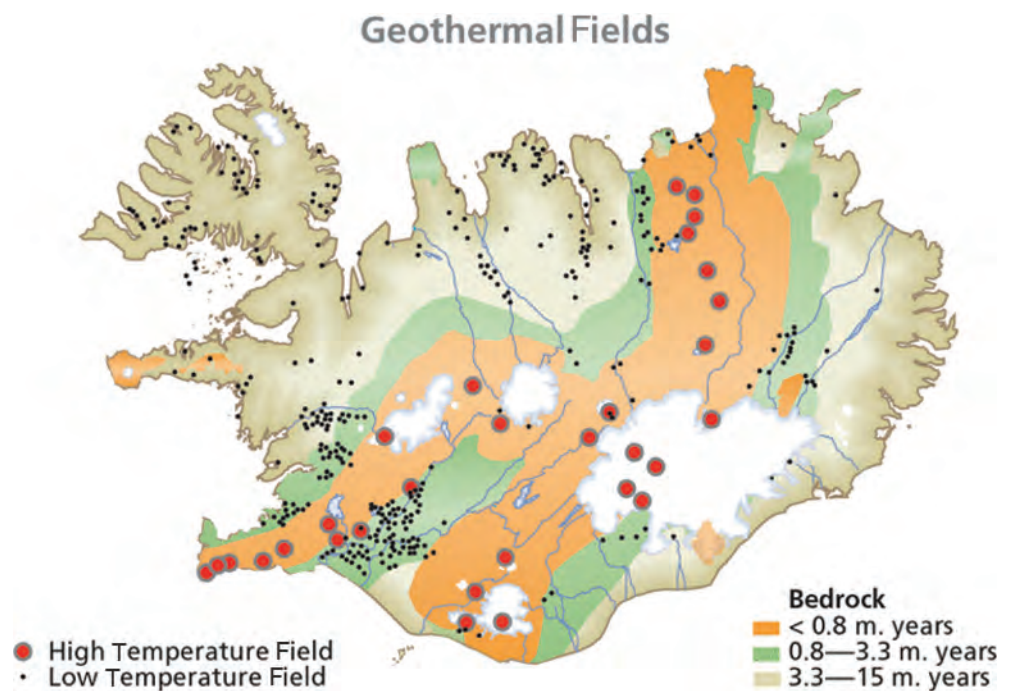 Geothermal Fields
High Temperature Field
Low Temperature Field
Bedrock
< 0.8 m. years
0.8—3.3 m. years
3.3—15 m. years